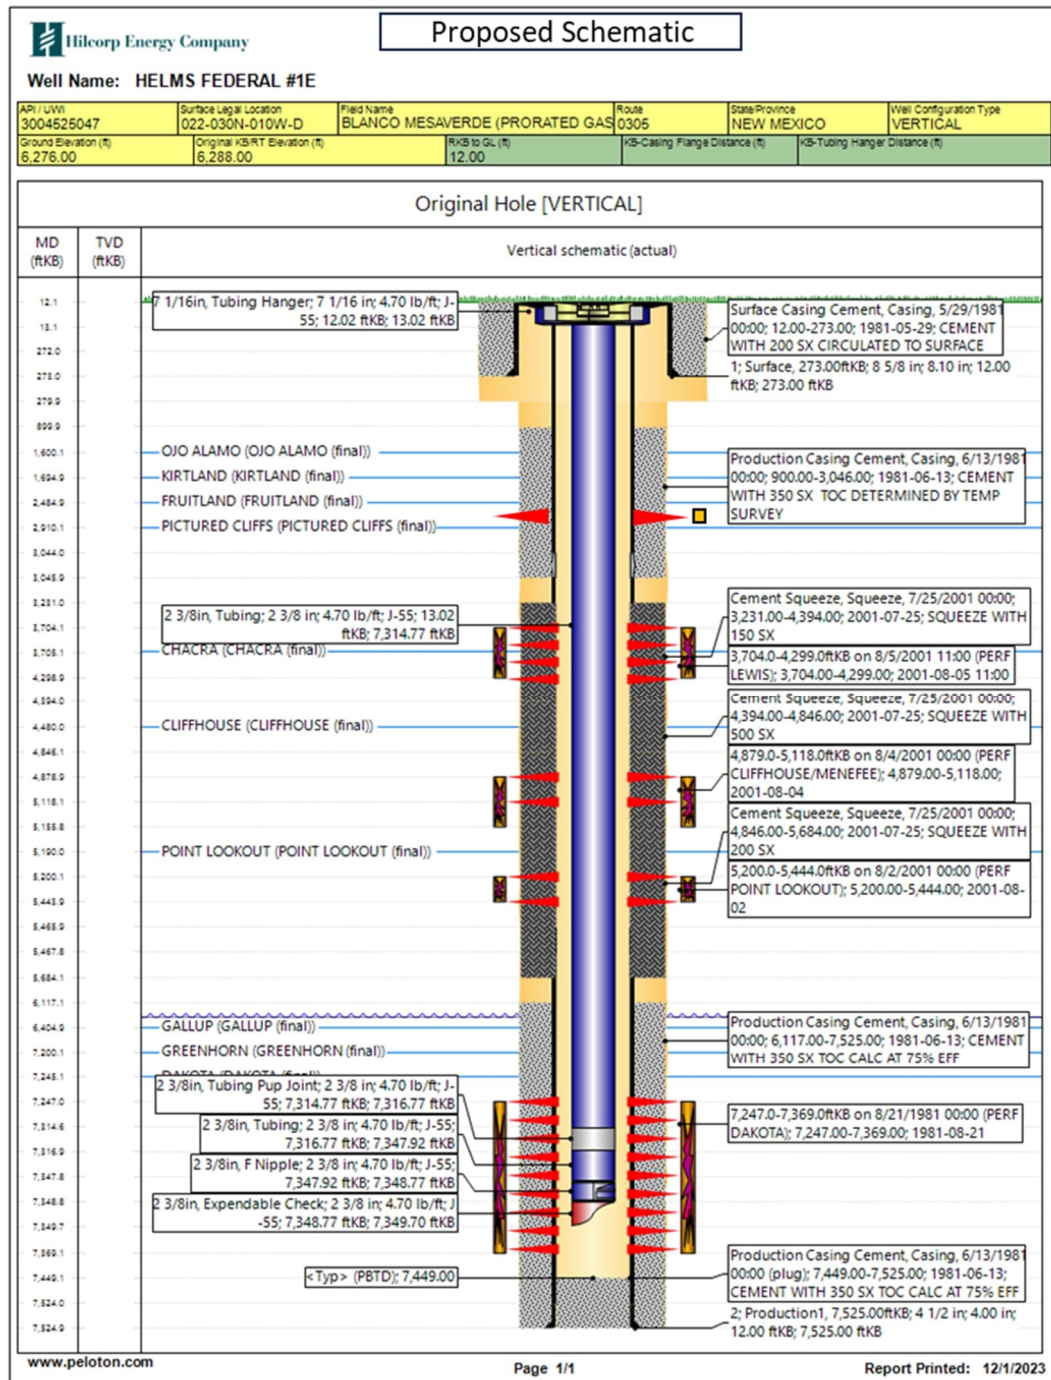 Hilcorp Energy Company
Proposed Schematic
Well Name: HELMS FEDERAL #1E
API / UWI
3004525047
Surface Legal Location
022-030N-010W-D
Field Name
BLANCO MESAVERDE (PRORATED GAS
Route
0305
State/Province
NEW MEXICO
Well Configuration Type
VERTICAL
Ground Elevation (ft)
6,276.00
Original KB/RT Elevation (ft)
6,288.00
RKB to GL (ft)
12.00
KB-Casing Flange Distance (ft)
KB-Tubing Hanger Distance (ft)
Original Hole [VERTICAL]
MD
(ftKB)
TVD
(ftKB)
Vertical schematic (actual)
12.1
13.1
272.0
273.0
279.9
899.9
1,600.1
1,694.9
2,484.9
2,910.1
3,044.0
3,045.9
3,231.0
3,704.1
3,705.1
4,298.9
4,394.0
4,480.0
4,846.1
4,878.9
5,118.1
5,155.8
5,190.0
5,200.1
5,443.9
5,465.9
5,467.8
5,684.1
6,117.1
6,404.9
7,200.1
7,245.1
7,247.0
7,314.6
7,316.9
7,347.8
7,348.8
7,349.7
7,369.1
7,449.1
7,524.0
7,524.9
7 1/16in, Tubing Hanger; 7 1/16 in; 4.70 lb/ft; J-
55; 12.02 ftKB; 13.02 ftKB
OJO ALAMO (OJO ALAMO (final))
KIRTLAND (KIRTLAND (final))
FRUITLAND (FRUITLAND (final))
PICTURED CLIFFS (PICTURED CLIFFS (final))
2 3/8in, Tubing; 2 3/8 in; 4.70 lb/ft; J-55; 13.02
ftKB; 7,314.77 ftKB
CHACRA (CHACRA (final))
CLIFFHOUSE (CLIFFHOUSE (final))
POINT LOOKOUT (POINT LOOKOUT (final))
GALLUP (GALLUP (final))
GREENHORN (GREENHORN (final))
DAKOTA (DAKOTA (final))
2 3/8in, Tubing Pup Joint; 2 3/8 in; 4.70 lb/ft; J-
55; 7,314.77 ftKB; 7,316.77 ftKB
2 3/8in, Tubing; 2 3/8 in; 4.70 lb/ft; J-55;
7,316.77 ftKB; 7,347.92 ftKB
2 3/8in, F Nipple; 2 3/8 in; 4.70 lb/ft; J-55;
7,347.92 ftKB; 7,348.77 ftKB
2 3/8in, Expendable Check; 2 3/8 in; 4.70 lb/ft; J
-55; 7,348.77 ftKB; 7,349.70 ftKB
<Typ> (PBTD); 7,449.00
Surface Casing Cement, Casing, 5/29/1981
00:00; 12.00-273.00; 1981-05-29; CEMENT
WITH 200 SX CIRCULATED TO SURFACE
1; Surface, 273.00ftKB; 8 5/8 in; 8.10 in; 12.00
ftKB; 273.00 ftKB
Production Casing Cement, Casing, 6/13/1981
00:00; 900.00-3,046.00; 1981-06-13; CEMENT
WITH 350 SX TOC DETERMINED BY TEMP
SURVEY
Cement Squeeze, Squeeze, 7/25/2001 00:00;
3,231.00-4,394.00; 2001-07-25; SQUEEZE WITH
150 SX
3,704.0-4,299.0ftKB on 8/5/2001 11:00 (PERF
LEWIS); 3,704.00-4,299.00; 2001-08-05 11:00
Cement Squeeze, Squeeze, 7/25/2001 00:00;
4,394.00-4,846.00; 2001-07-25; SQUEEZE WITH
500 SX
4,879.0-5,118.0ftKB on 8/4/2001 00:00 (PERF
CLIFFHOUSE/MENEFEE); 4,879.00-5,118.00;
2001-08-04
Cement Squeeze, Squeeze, 7/25/2001 00:00;
4,846.00-5,684.00; 2001-07-25; SQUEEZE WITH
200 SX
5,200.0-5,444.0ftKB on 8/2/2001 00:00 (PERF
POINT LOOKOUT); 5,200.00-5,444.00; 2001-08-
02
Production Casing Cement, Casing, 6/13/1981
00:00; 6,117.00-7,525.00; 1981-06-13; CEMENT
WITH 350 SX TOC CALC AT 75% EFF
7,247.0-7,369.0ftKB on 8/21/1981 00:00 (PERF
DAKOTA); 7,247.00-7,369.00; 1981-08-21
Production Casing Cement, Casing, 6/13/1981
00:00 (plug); 7,449.00-7,525.00; 1981-06-13;
CEMENT WITH 350 SX TOC CALC AT 75% EFF
2; Production1, 7,525.00ftKB; 4 1/2 in; 4.00 in;
12.00 ftKB; 7,525.00 ftKB
www.peloton.com
Page 1/1
Report Printed: 12/1/2023